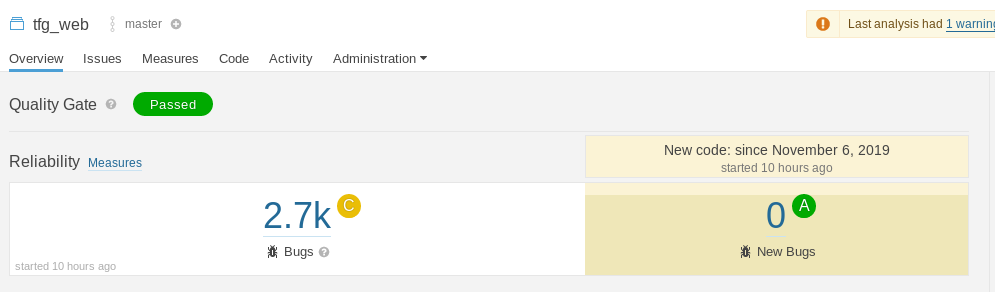 tfg_web master
Last analysis had 1 warning
Overview Issues Measures Code Activity Administration
Quality Gate ? Passed
Reliability Measures
New code: since November 6, 2019
started 10 hours ago
2.7k C
Bugs ?
started 10 hours ago
0 A
New Bugs